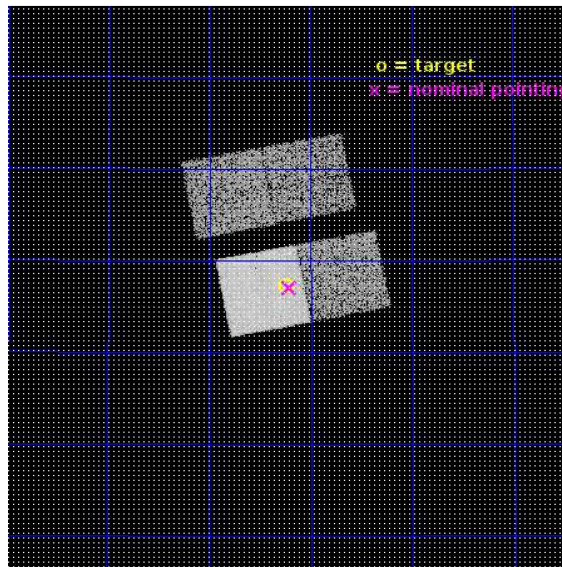 o = target
x = nominal pointing